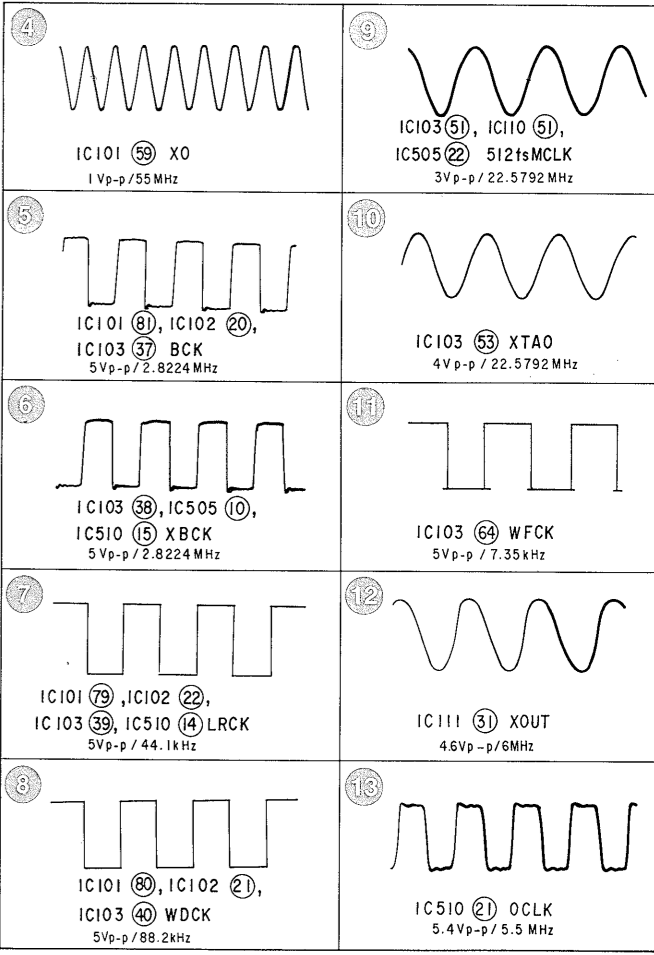 4
IC101 59 XO
1Vp-p/55MHz
5
IC101 81, IC102 20,
IC103 37 BCK
5Vp-p/2.8224MHz
6
IC103 38, IC505 10,
IC510 15 XBCK
5Vp-p/2.8224MHz
7
IC101 79, IC102 22,
IC103 39, IC510 14 LRCK
5Vp-p/44.1kHz
8
IC101 80, IC102 21,
IC103 40 WDCK
5Vp-p/88.2kHz
9
IC103 51, IC110 51,
IC505 22 512fsMCLK
3Vp-p/22.5792MHz
10
IC103 53 XTAO
4Vp-p/22.5792MHz
11
IC103 64 WFCK
5Vp-p/7.35kHz
12
IC111 31 XOUT
4.6Vp-p/6MHz
13
IC510 21 OCLK
5.4Vp-p/5.5MHz